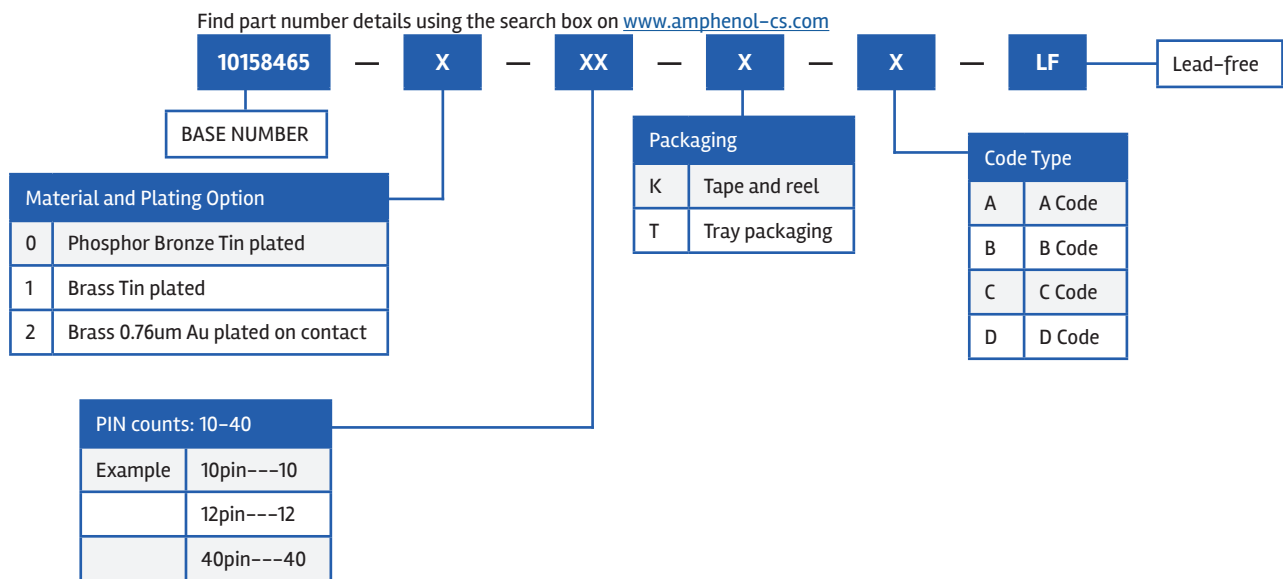 Find part number details using the search box on www.amphenol-cs.com
10158465 — X — XX — X — X — LF Lead-free
BASE NUMBER
Material and Plating Option
0 Phosphor Bronze Tin plated
1 Brass Tin plated
2 Brass 0.76um Au plated on contact
PIN counts: 10-40
Example 10pin---10
12pin---12
40pin---40
Packaging
K Tape and reel
T Tray packaging
Code Type
A A Code
B B Code
C C Code
D D Code